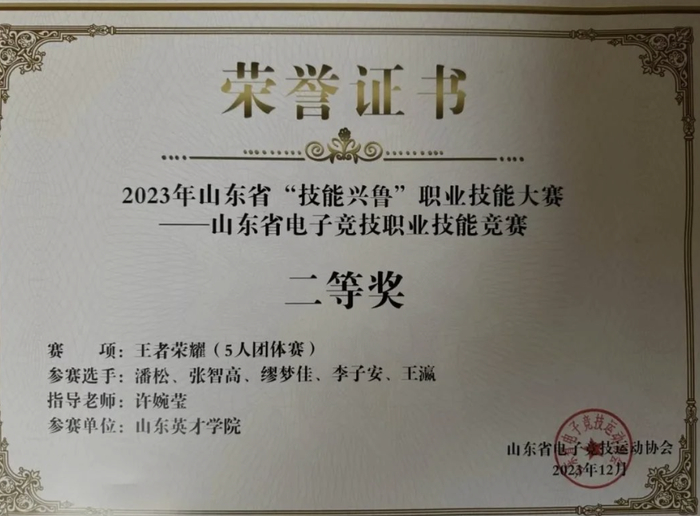 荣誉证书
2023年山东省“技能兴鲁”职业技能大赛
——山东省电子竞技职业技能竞赛
二等奖
赛 项：王者荣耀（5人团体赛）
参赛选手：潘松、张智高、缪梦佳、李子安、王瀛
指导老师：许婉莹
参赛单位：山东英才学院
山东省电子竞技运动协会
2023年12月